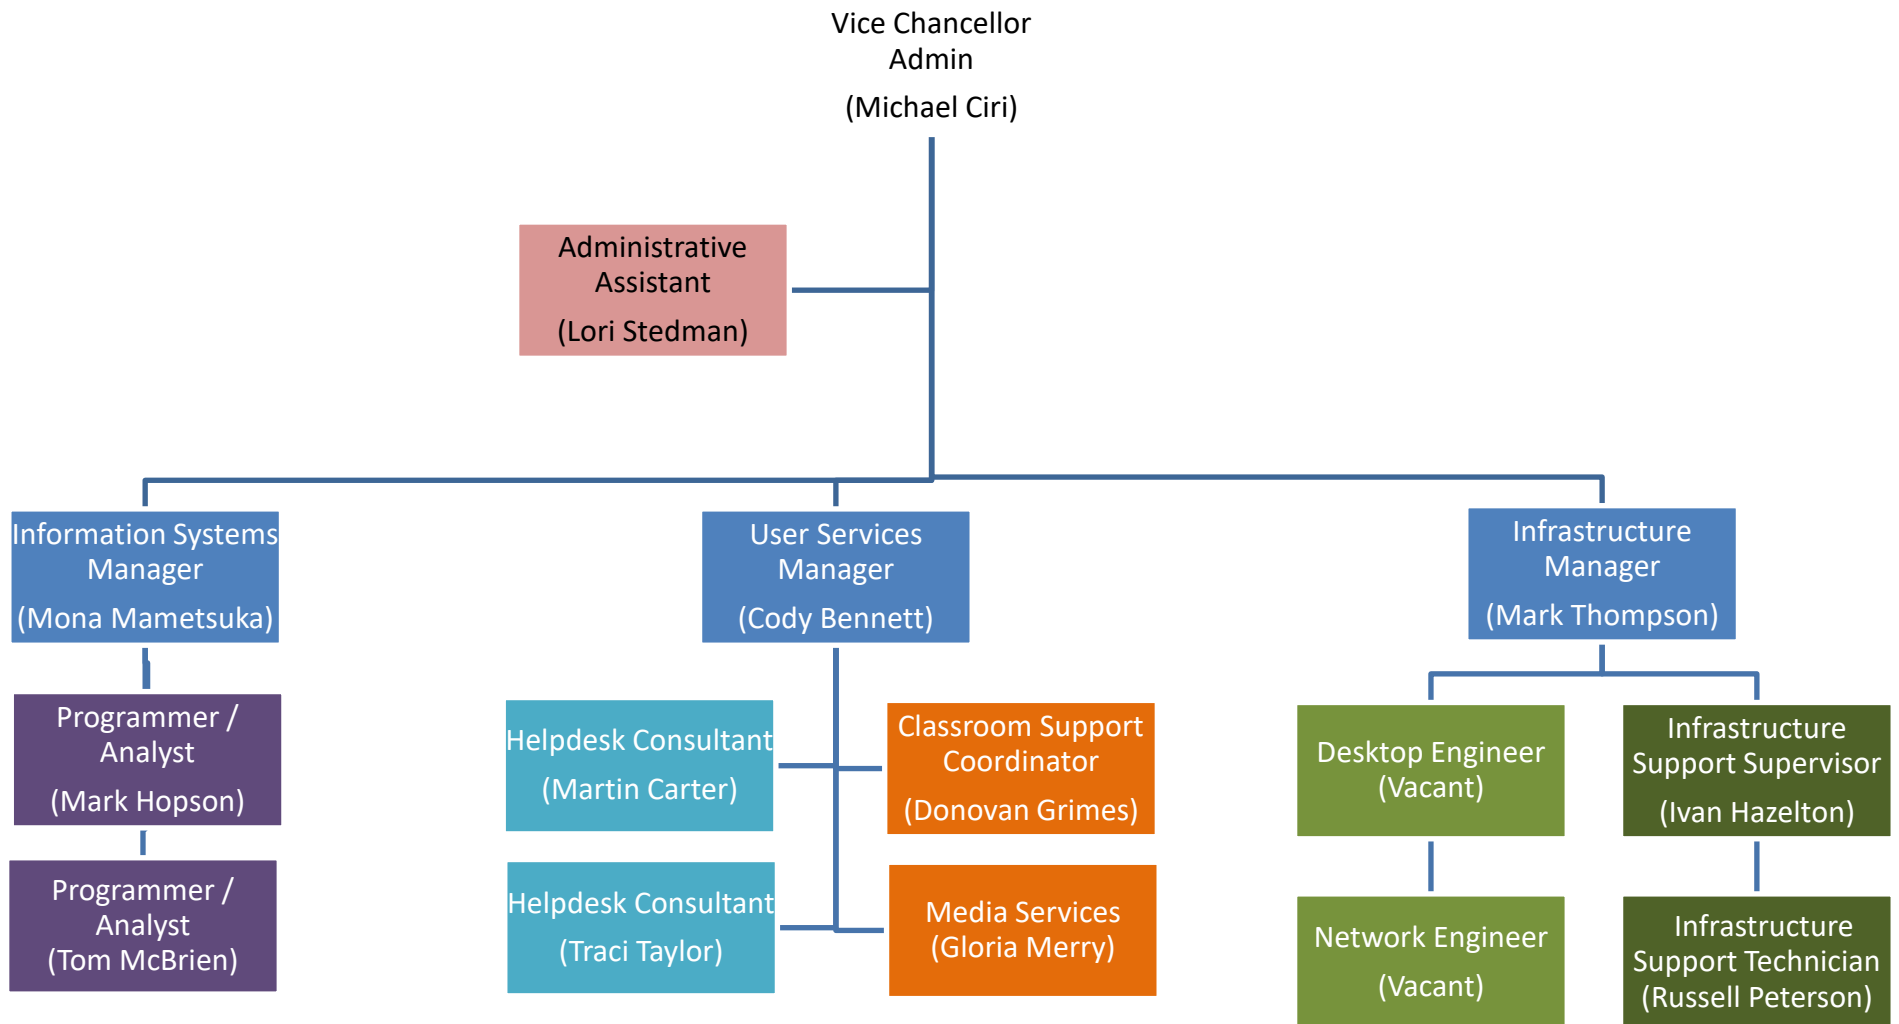 Vice Chancellor
Admin
(Michael Ciri)
Administrative
Assistant
(Lori Stedman)
Information Systems
Manager
(Mona Mametsuka)
User Services
Manager
(Cody Bennett)
Infrastructure
Manager
(Mark Thompson)
Programmer /
Analyst
(Mark Hopson)
Helpdesk Consultant
(Martin Carter)
Classroom Support
Coordinator
(Donovan Grimes)
Desktop Engineer
(Vacant)
Infrastructure
Support Supervisor
(Ivan Hazelton)
Programmer /
Analyst
(Tom McBrien)
Helpdesk Consultant
(Traci Taylor)
Media Services
(Gloria Merry)
Network Engineer
(Vacant)
Infrastructure
Support Technician
(Russell Peterson)